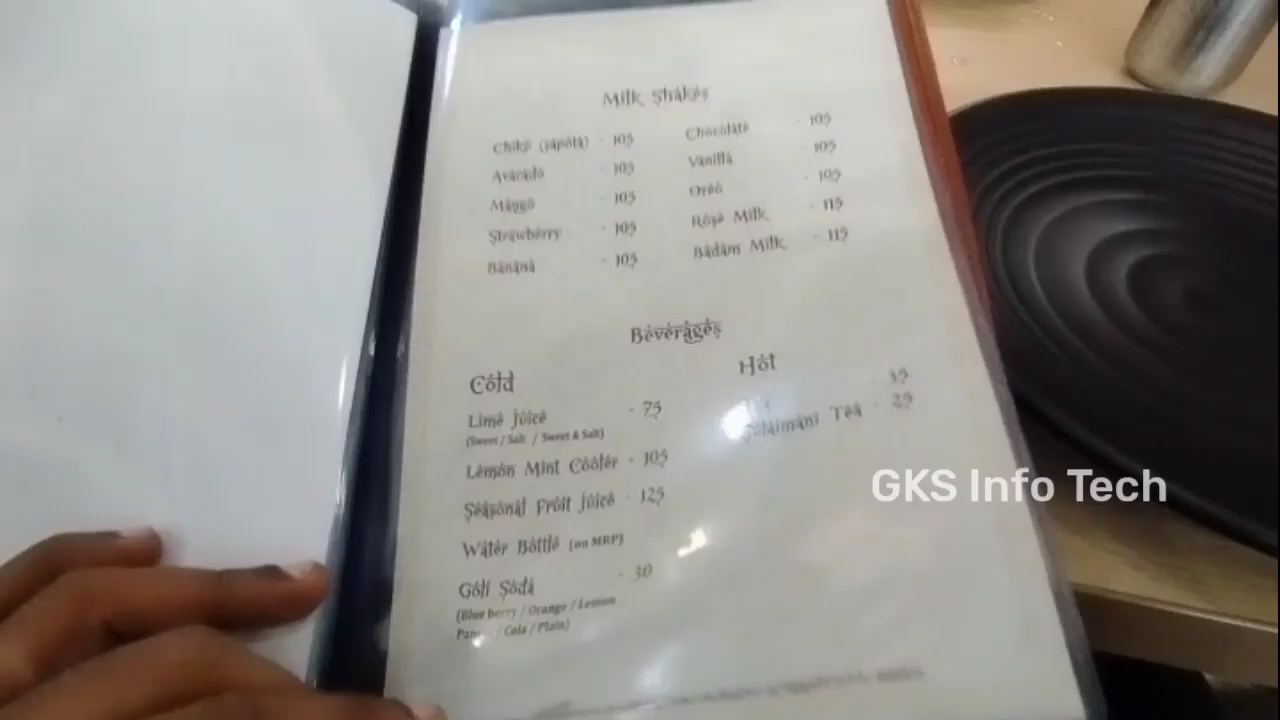 Milk Shakes
Chiko (sapota) - 105
Avacado - 105
Mango - 105
Strawberry - 105
Banana - 105
Chocolate - 105
Vanilla - 105
Oreo - 105
Rose Milk - 115
Badam Milk - 115
Beverages
Cold
Lime Juice - 75
(Sweet / Salt / Sweet & Salt)
Lemon Mint Cooler - 105
Seasonal Fruit Juice - 125
Water Bottle (on MRP)
Goli Soda - 30
(Blue berry / Orange / Lemon
/ Cola / Plain)
Hot
- 35
Sulaimani Tea - 25
GKS Info Tech